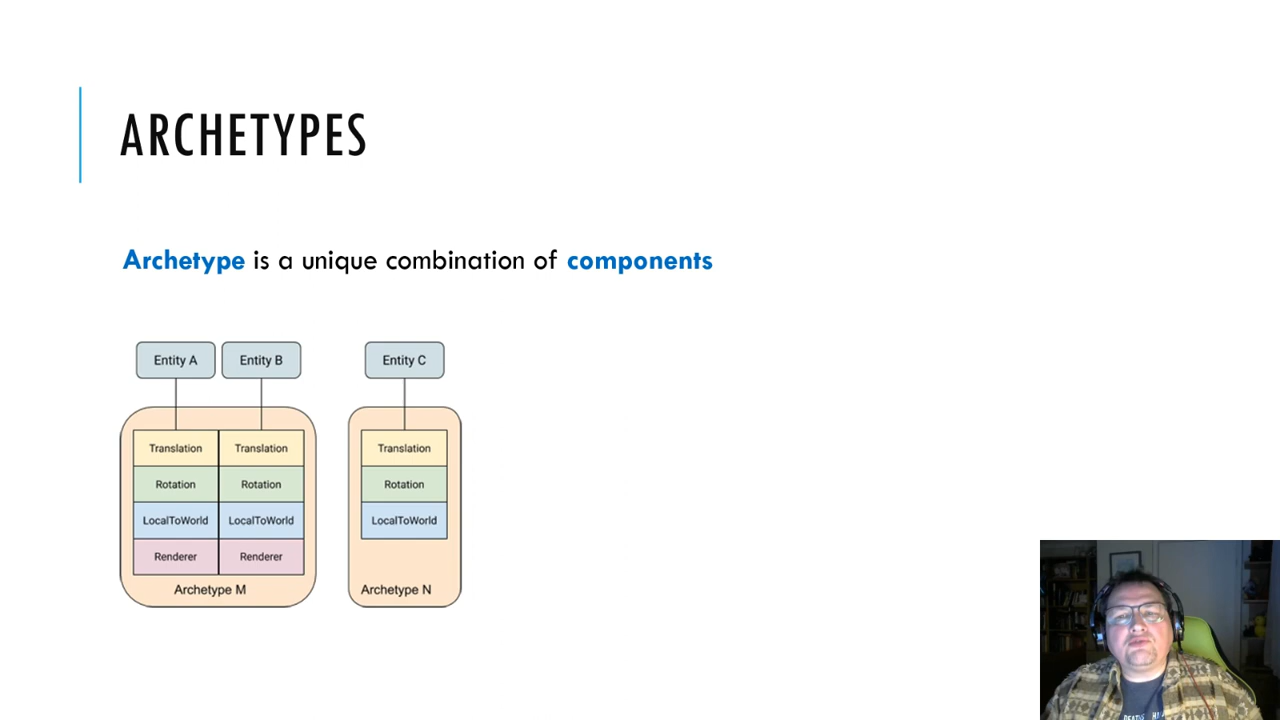 ARCHETYPES
Archetype is a unique combination of components
Entity A Entity B Entity C
Translation Translation Translation
Rotation Rotation Rotation
LocalToWorld LocalToWorld LocalToWorld
Renderer Renderer
Archetype M Archetype N